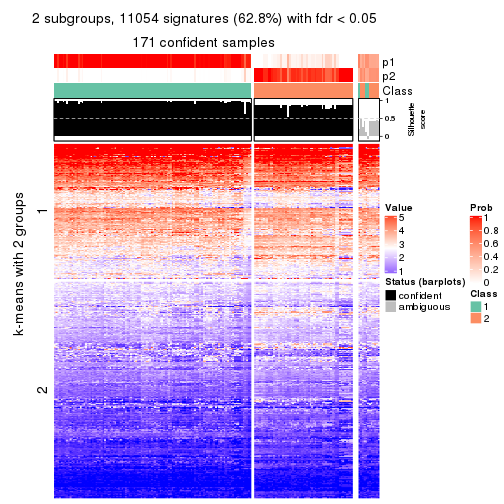 2 subgroups, 11054 signatures (62.8%) with fdr < 0.05
171 confident samples
p1
p2
Class
1
0.5
0
Silhouette
score
k-means with 2 groups
1
2
Value
5
4
3
2
1
Status (barplots)
confident
ambiguous
Prob
1
0.8
0.6
0.4
0.2
0
Class
1
2